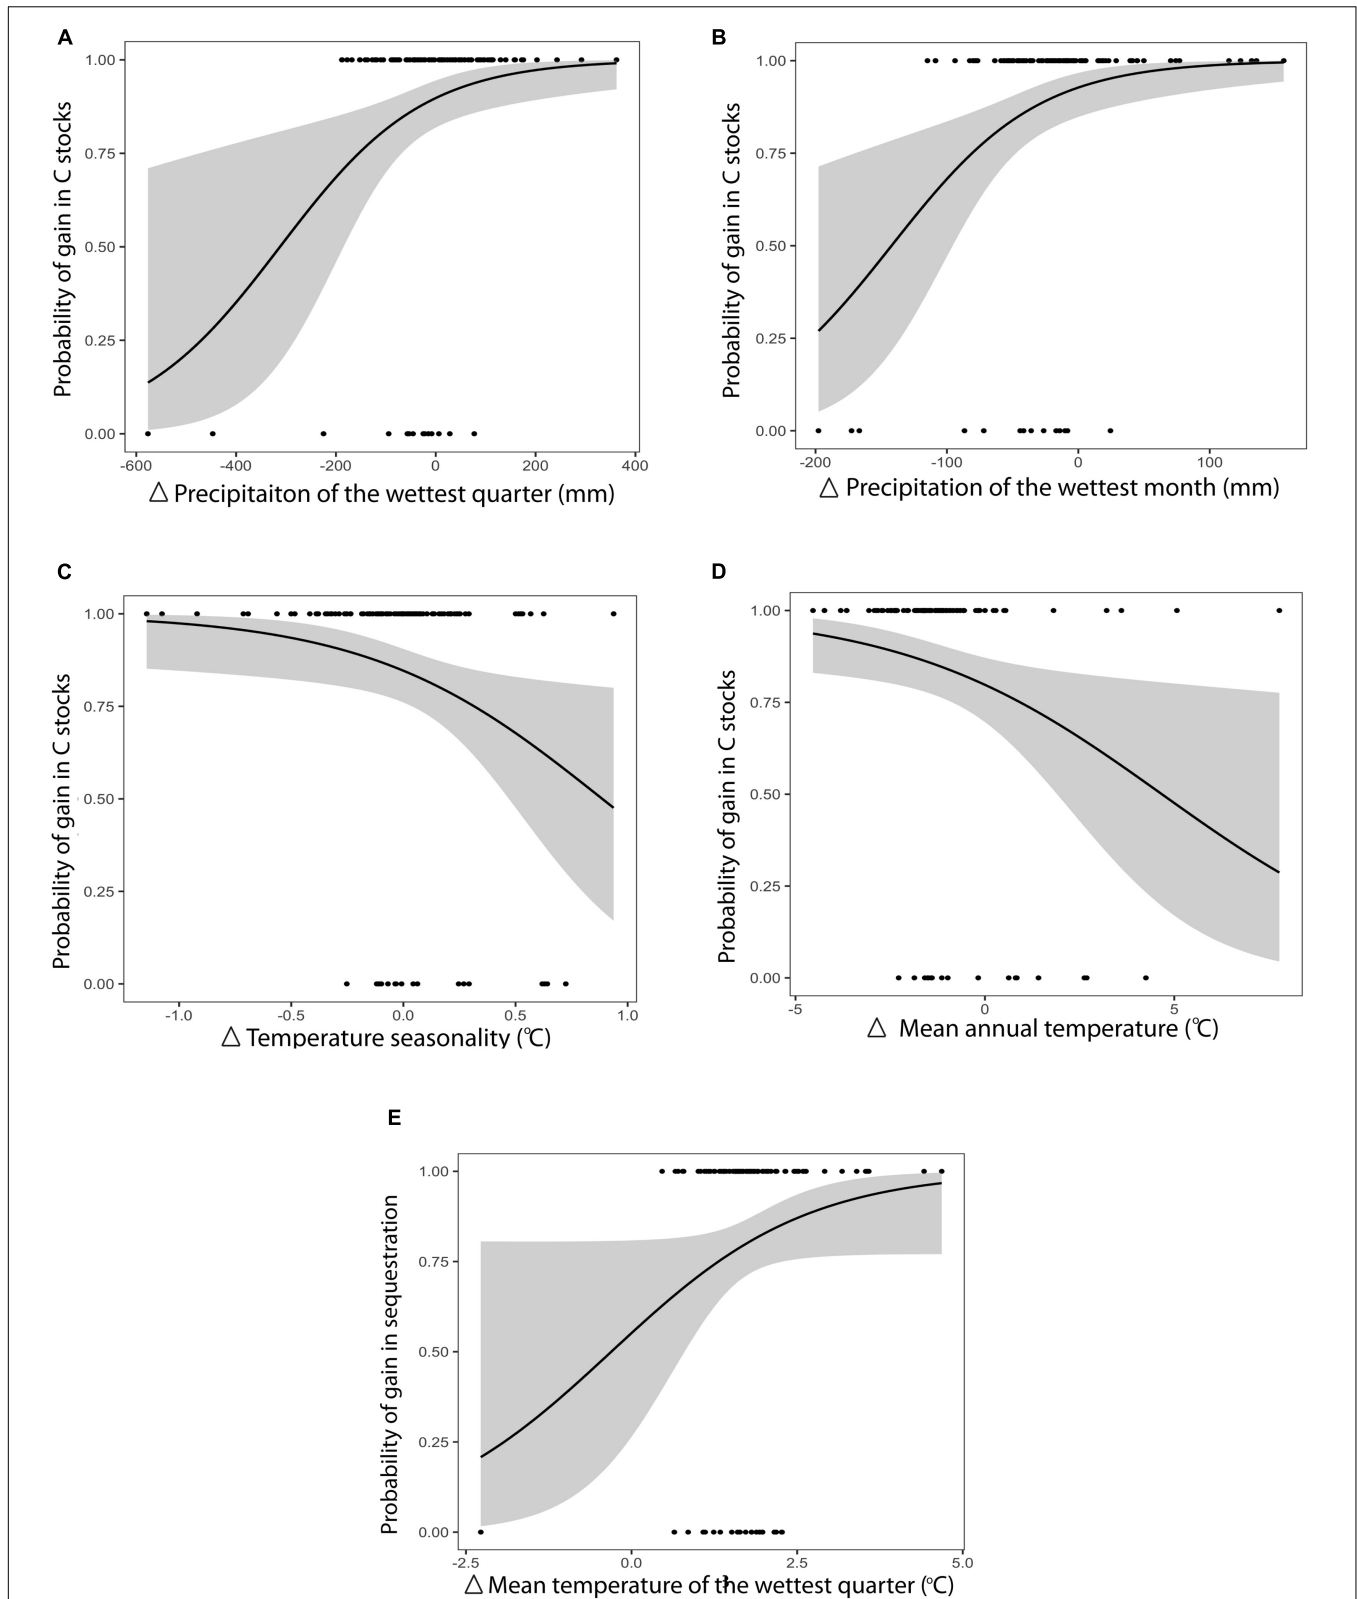 A
Probability of gain in C stocks
1.00
0.75
0.50
0.25
0.00
-600 -400 -200 0 200 400
△ Precipitaiton of the wettest quarter (mm)
B
Probability of gain in C stocks
1.00
0.75
0.50
0.25
0.00
-200 -100 0 100
△ Precipitation of the wettest month (mm)
C
Probability of gain in C stocks
1.00
0.75
0.50
0.25
0.00
-1.0 -0.5 0.0 0.5 1.0
△ Temperature seasonality (°C)
D
Probability of gain in C stocks
1.00
0.75
0.50
0.25
0.00
-5 0 5
△ Mean annual temperature (°C)
E
Probability of gain in sequestration
1.00
0.75
0.50
0.25
0.00
-2.5 0.0 2.5 5.0
△ Mean temperature of the wettest quarter (°C)